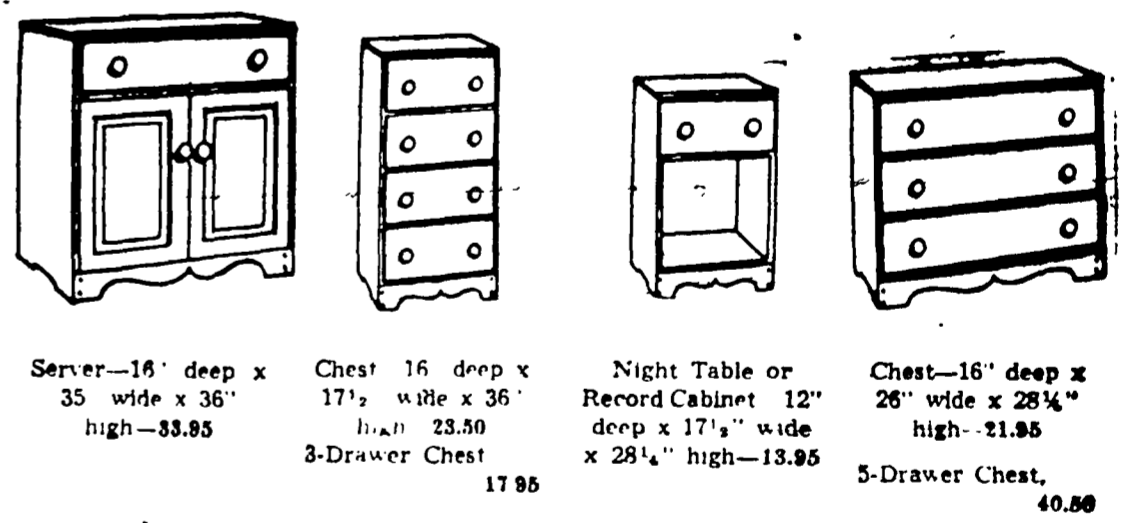 Server—16" deep x
35 wide x 36"
high—33.95
Chest 16 deep x
17½ wide x 36"
high 23.50
3-Drawer Chest
17 95
Night Table or
Record Cabinet 12"
deep x 17½" wide
x 28¼" high—13.95
Chest—16" deep x
26" wide x 28¼"
high--21.95
5-Drawer Chest,
40.50